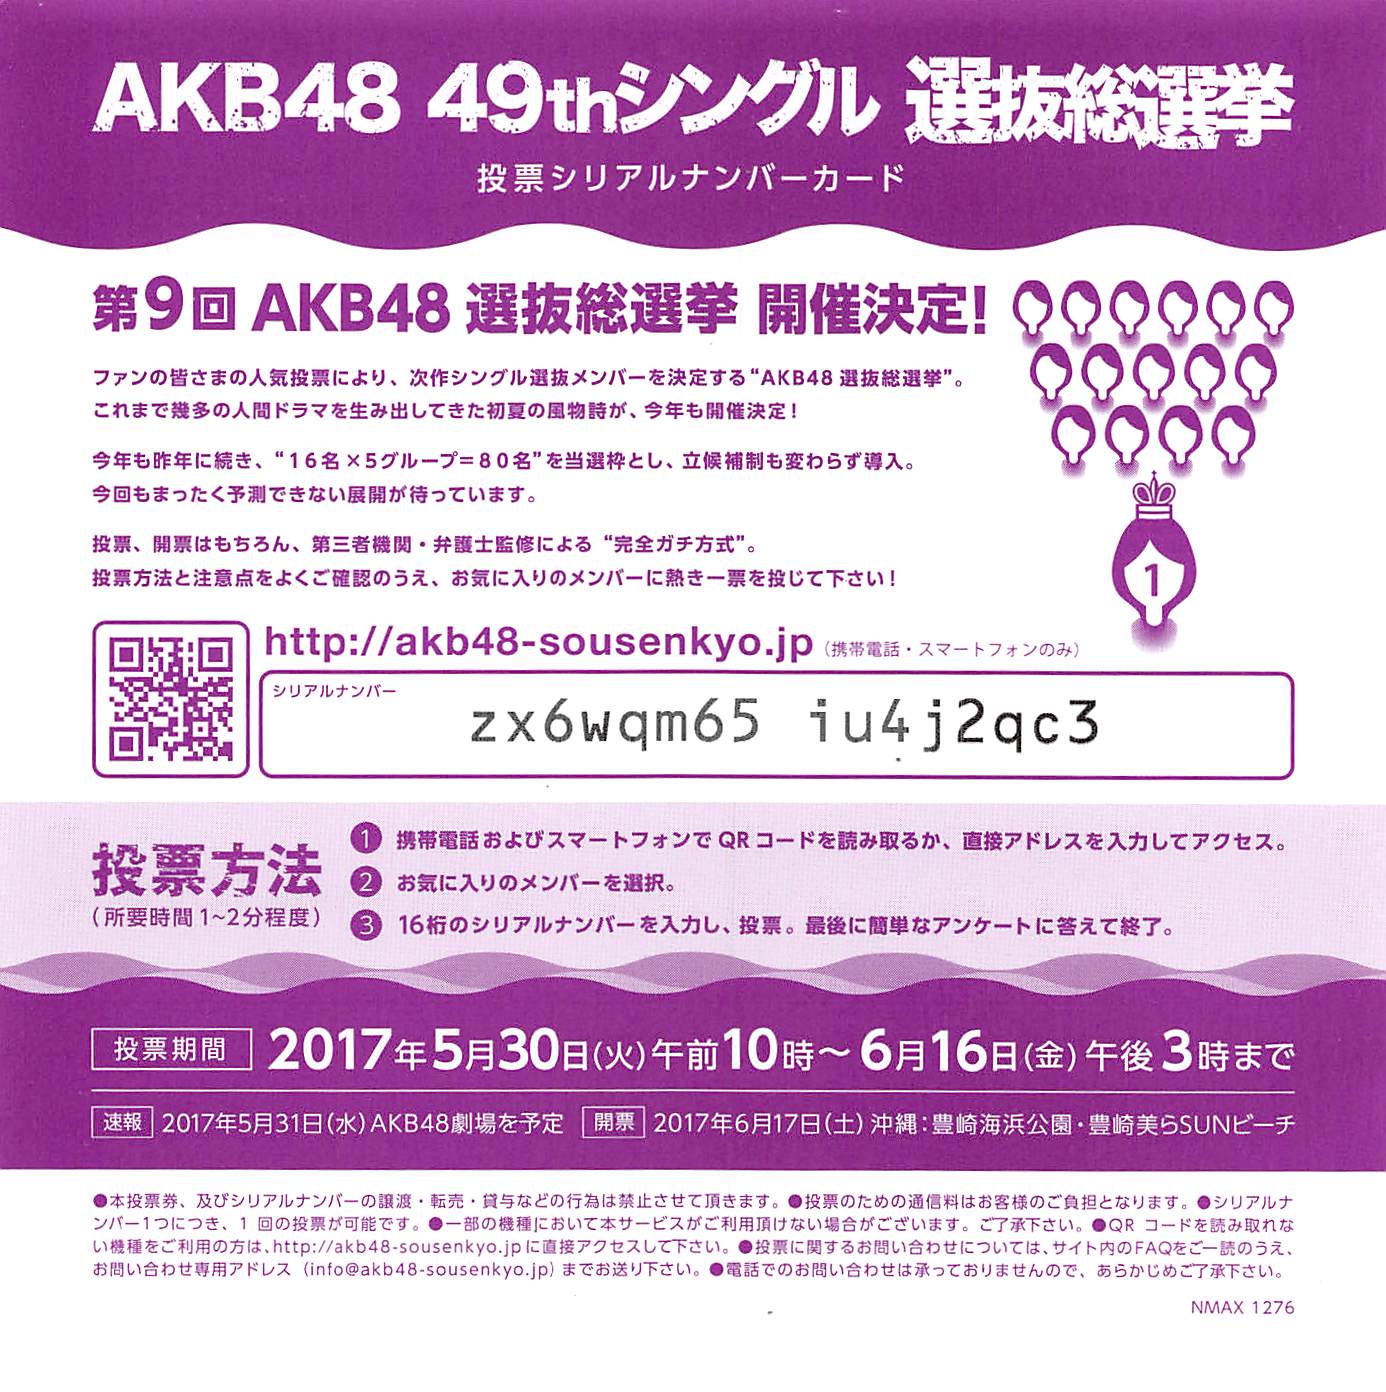 AKB48 49thシングル 選抜総選挙
投票シリアルナンバーカード
第9回 AKB48 選抜総選挙 開催決定!
ファンの皆さまの人気投票により、次作シングル選抜メンバーを決定する“AKB48 選抜総選挙”。
これまで幾多の人間ドラマを生み出してきた初夏の風物詩が、今年も開催決定!
今年も昨年に続き、“16名×5グループ=80名”を当選枠とし、立候補制も変わらず導入。
今回もまったく予測できない展開が待っています。
投票、開票はもちろん、第三者機関・弁護士監修による “完全ガチ方式”。
投票方法と注意点をよくご確認のうえ、お気に入りのメンバーに熱き一票を投じて下さい!
1
http://akb48-sousenkyo.jp (携帯電話・スマートフォンのみ)
シリアルナンバー
zx6wqm65 iu4j2qc3
投票方法
(所要時間1~2分程度)
1 携帯電話およびスマートフォンでQRコードを読み取るか、直接アドレスを入力してアクセス。
2 お気に入りのメンバーを選択。
3 16桁のシリアルナンバーを入力し、投票。最後に簡単なアンケートに答えて終了。
投票期間 2017年5月30日(火)午前10時〜6月16日(金)午後3時まで
速報 2017年5月31日(水)AKB48劇場を予定 開票 2017年6月17日(土)沖縄:豊崎海浜公園・豊崎美らSUNビーチ
●本投票券、及びシリアルナンバーの譲渡・転売・貸与などの行為は禁止させて頂きます。●投票のための通信料はお客様のご負担となります。●シリアルナ
ンバー1つにつき、1 回の投票が可能です。●一部の機種において本サービスがご利用頂けない場合がございます。ご了承下さい。●QR コードを読み取れな
い機種をご利用の方は、http://akb48-sousenkyo.jpに直接アクセスして下さい。●投票に関するお問い合わせについては、サイト内のFAQをご一読のうえ、
お問い合わせ専用アドレス (info@akb48-sousenkyo.jp) までお送り下さい。●電話でのお問い合わせは承っておりませんので、あらかじめご了承下さい。
NMAX 1276